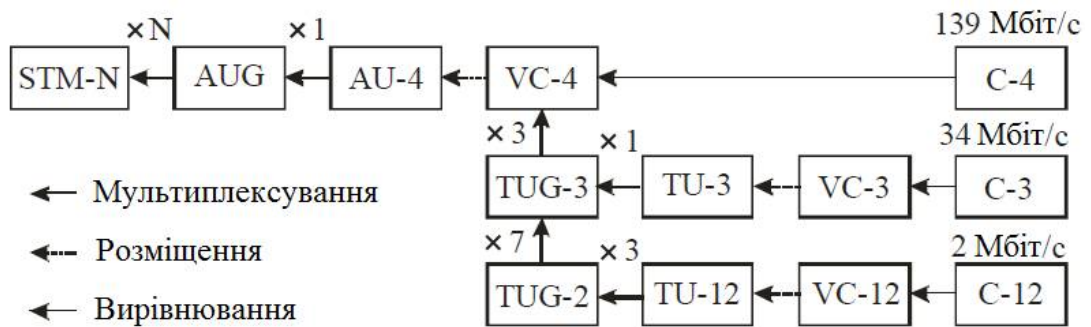 ×N ×1 139 Мбіт/с
STM-N AUG AU-4 VC-4 C-4
×3 ×1 34 Мбіт/с
TUG-3 TU-3 VC-3 C-3
Мультиплексування
×7 ×3 2 Мбіт/с
Розміщення
TUG-2 TU-12 VC-12 C-12
Вирівнювання